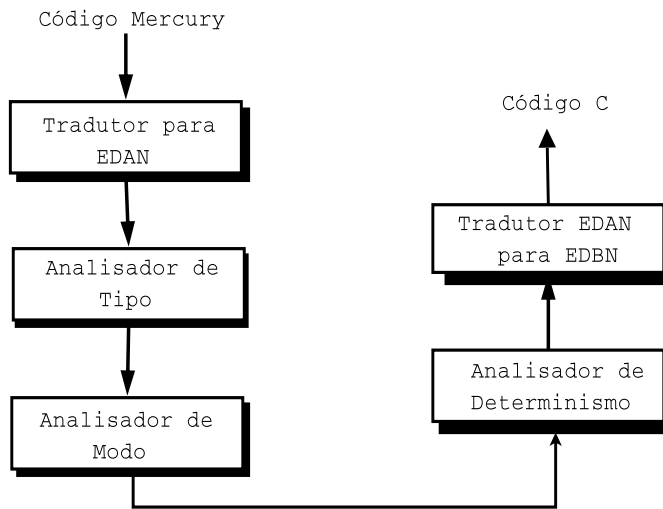 Código Mercury
Tradutor para
EDAN
Analisador de
Tipo
Analisador de
Modo
Código C
Tradutor EDAN
para EDBN
Analisador de
Determinismo